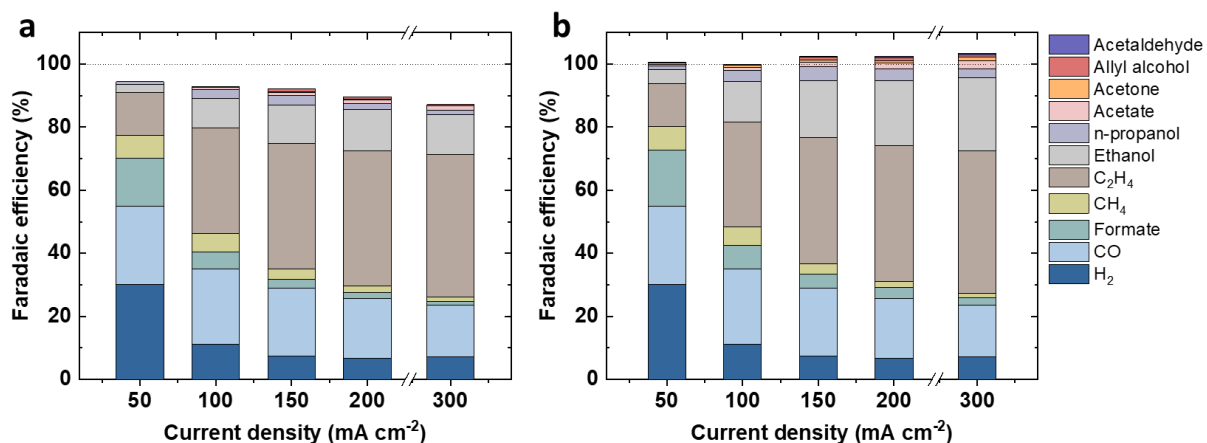 a
Faradaic efficiency (%)
100
80
60
40
20
0
50 100 150 200 300
Current density (mA cm⁻²)
b
Faradaic efficiency (%)
100
80
60
40
20
0
50 100 150 200 300
Current density (mA cm⁻²)
Acetaldehyde
Allyl alcohol
Acetone
Acetate
n-propanol
Ethanol
C₂H₄
CH₄
Formate
CO
H₂